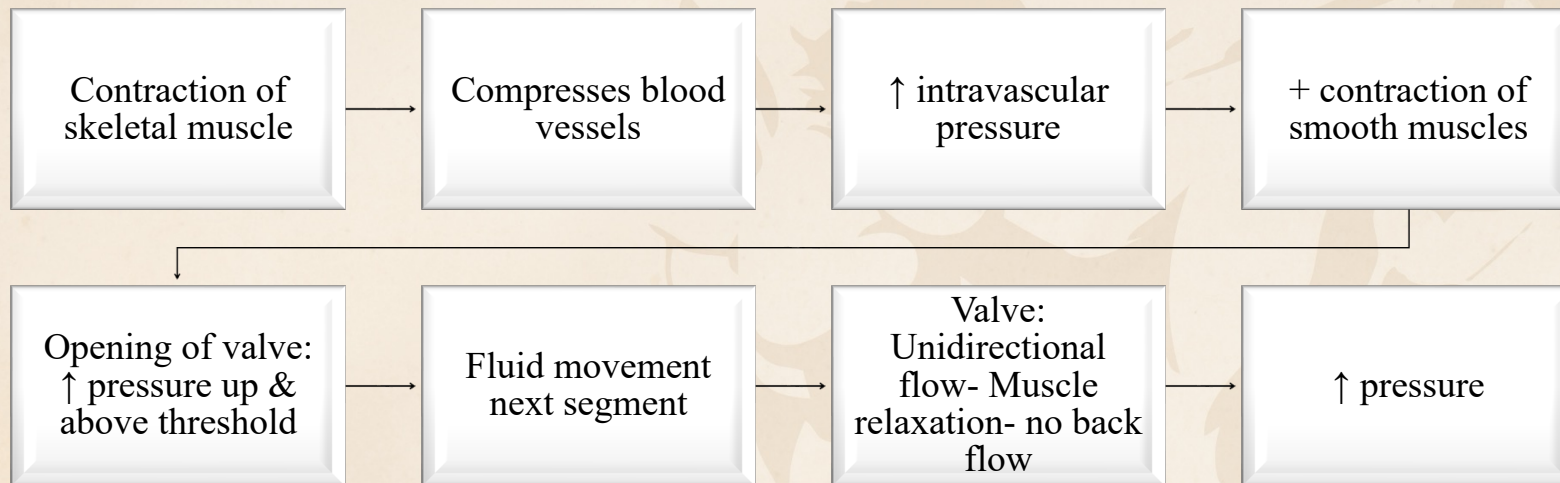 Contraction of
skeletal muscle
Compresses blood
vessels
↑ intravascular
pressure
+ contraction of
smooth muscles
Opening of valve:
↑ pressure up &
above threshold
Fluid movement
next segment
Valve:
Unidirectional
flow- Muscle
relaxation- no back
flow
↑ pressure